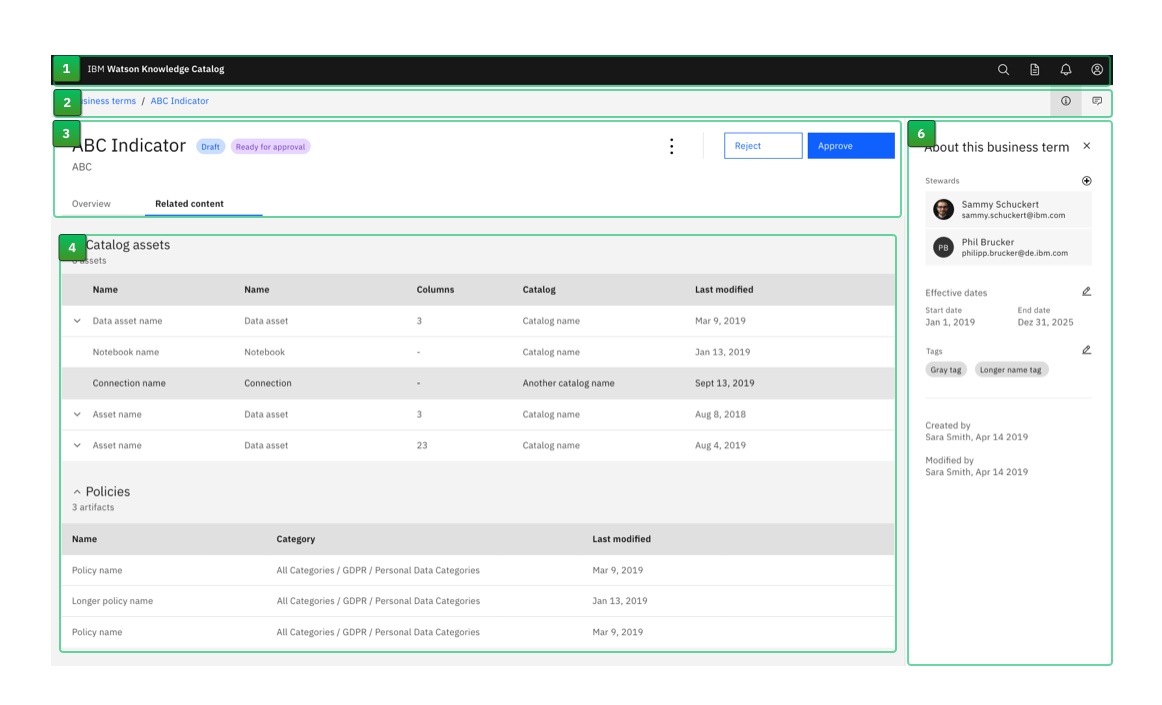 1 IBM Watson Knowledge Catalog
2 siness terms / ABC Indicator
3
ABC Indicator Draft Ready for approval Reject Approve
ABC
Overview Related content
4 Catalog assets
assets
Name Name Columns Catalog Last modified
Data asset name Data asset 3 Catalog name Mar 9, 2019
Notebook name Notebook - Catalog name Jan 13, 2019
Connection name Connection - Another catalog name Sept 13, 2019
Asset name Data asset 3 Catalog name Aug 8, 2018
Asset name Data asset 23 Catalog name Aug 4, 2019
Policies
3 artifacts
Name Category Last modified
Policy name All Categories / GDPR / Personal Data Categories Mar 9, 2019
Longer policy name All Categories / GDPR / Personal Data Categories Jan 13, 2019
Policy name All Categories / GDPR / Personal Data Categories Mar 9, 2019
6
About this business term
Stewards
Sammy Schuckert
sammy.schuckert@ibm.com
PB Phil Brucker
philipp.brucker@de.ibm.com
Effective dates
Start date End date
Jan 1, 2019 Dez 31, 2025
Tags
Gray tag Longer name tag
Created by
Sara Smith, Apr 14 2019
Modified by
Sara Smith, Apr 14 2019